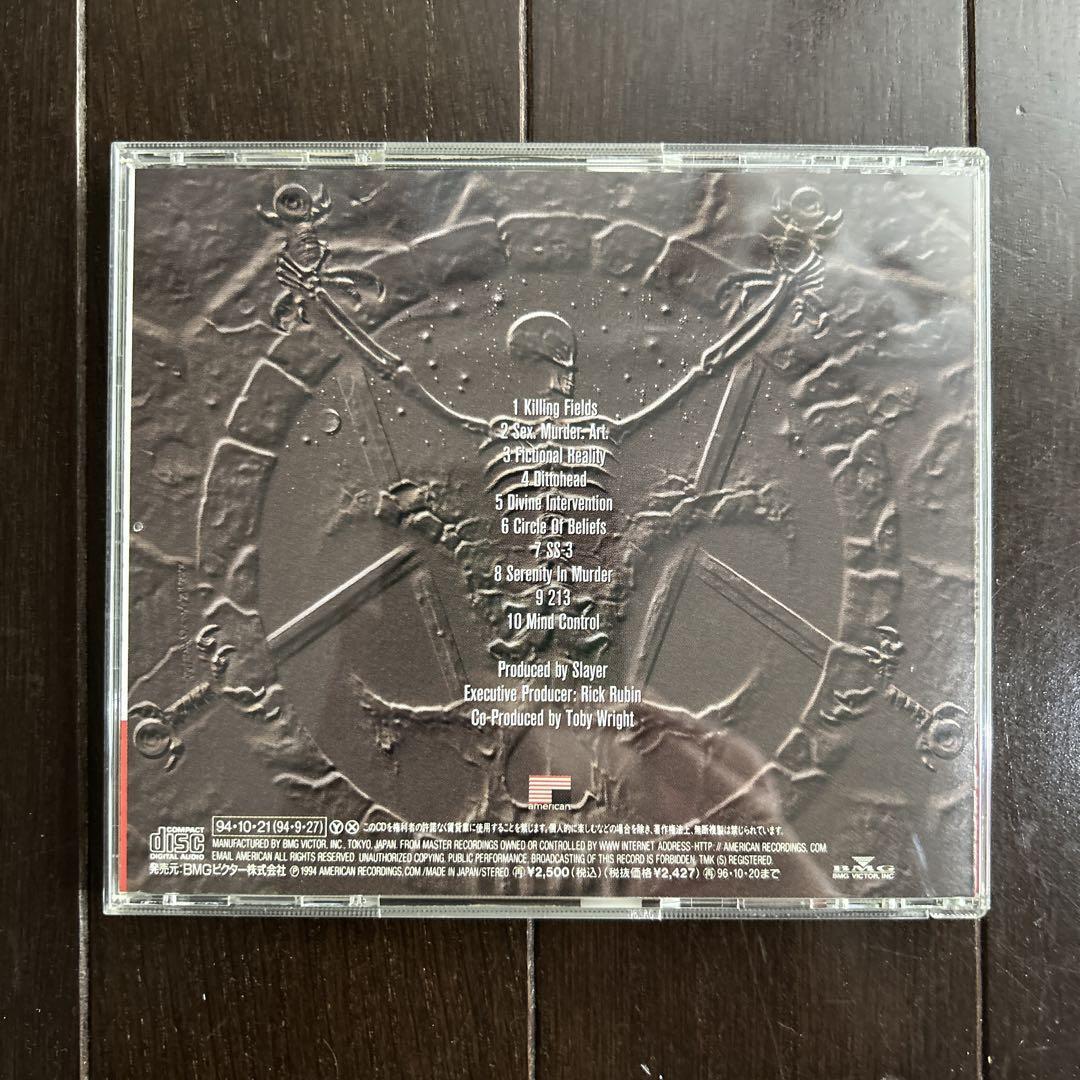 1 Killing Fields
2 Sex. Murder. Art.
3 Fictional Reality
4 Dittohead
5 Divine Intervention
6 Circle Of Beliefs
7 SS-3
8 Serenity In Murder
9 213
10 Mind Control
Produced by Slayer
Executive Producer: Rick Rubin
Co-Produced by Toby Wright
american
COMPACT
disc
DIGITAL AUDIO
94・10・21(94・9・27) Ⓨ Ⓧ このCDを権利者の許諾なく賃貸業に使用することを禁じます。個人的に楽しむなどの場合を除き、著作権法上、無断複製は禁じられています。
MANUFACTURED BY BMG VICTOR, INC., TOKYO, JAPAN. FROM MASTER RECORDINGS OWNED OR CONTROLLED BY WWW INTERNET ADDRESS-HTTP:// AMERICAN RECORDINGS. COM
EMAIL AMERICAN ALL RIGHTS RESERVED. UNAUTHORIZED COPYING. PUBLIC PERFORMANCE, BROADCASTING OF THIS RECORD IS FORBIDDEN. TMK (S) REGISTERED.
発売元:BMGビクター株式会社 Ⓟ 1994 AMERICAN RECORDINGS.COM./MADE IN JAPAN/STEREO ㊢¥2,500(税込)(税抜価格¥2,427) 96・10・20まで
BMG
BMG VICTOR, INC